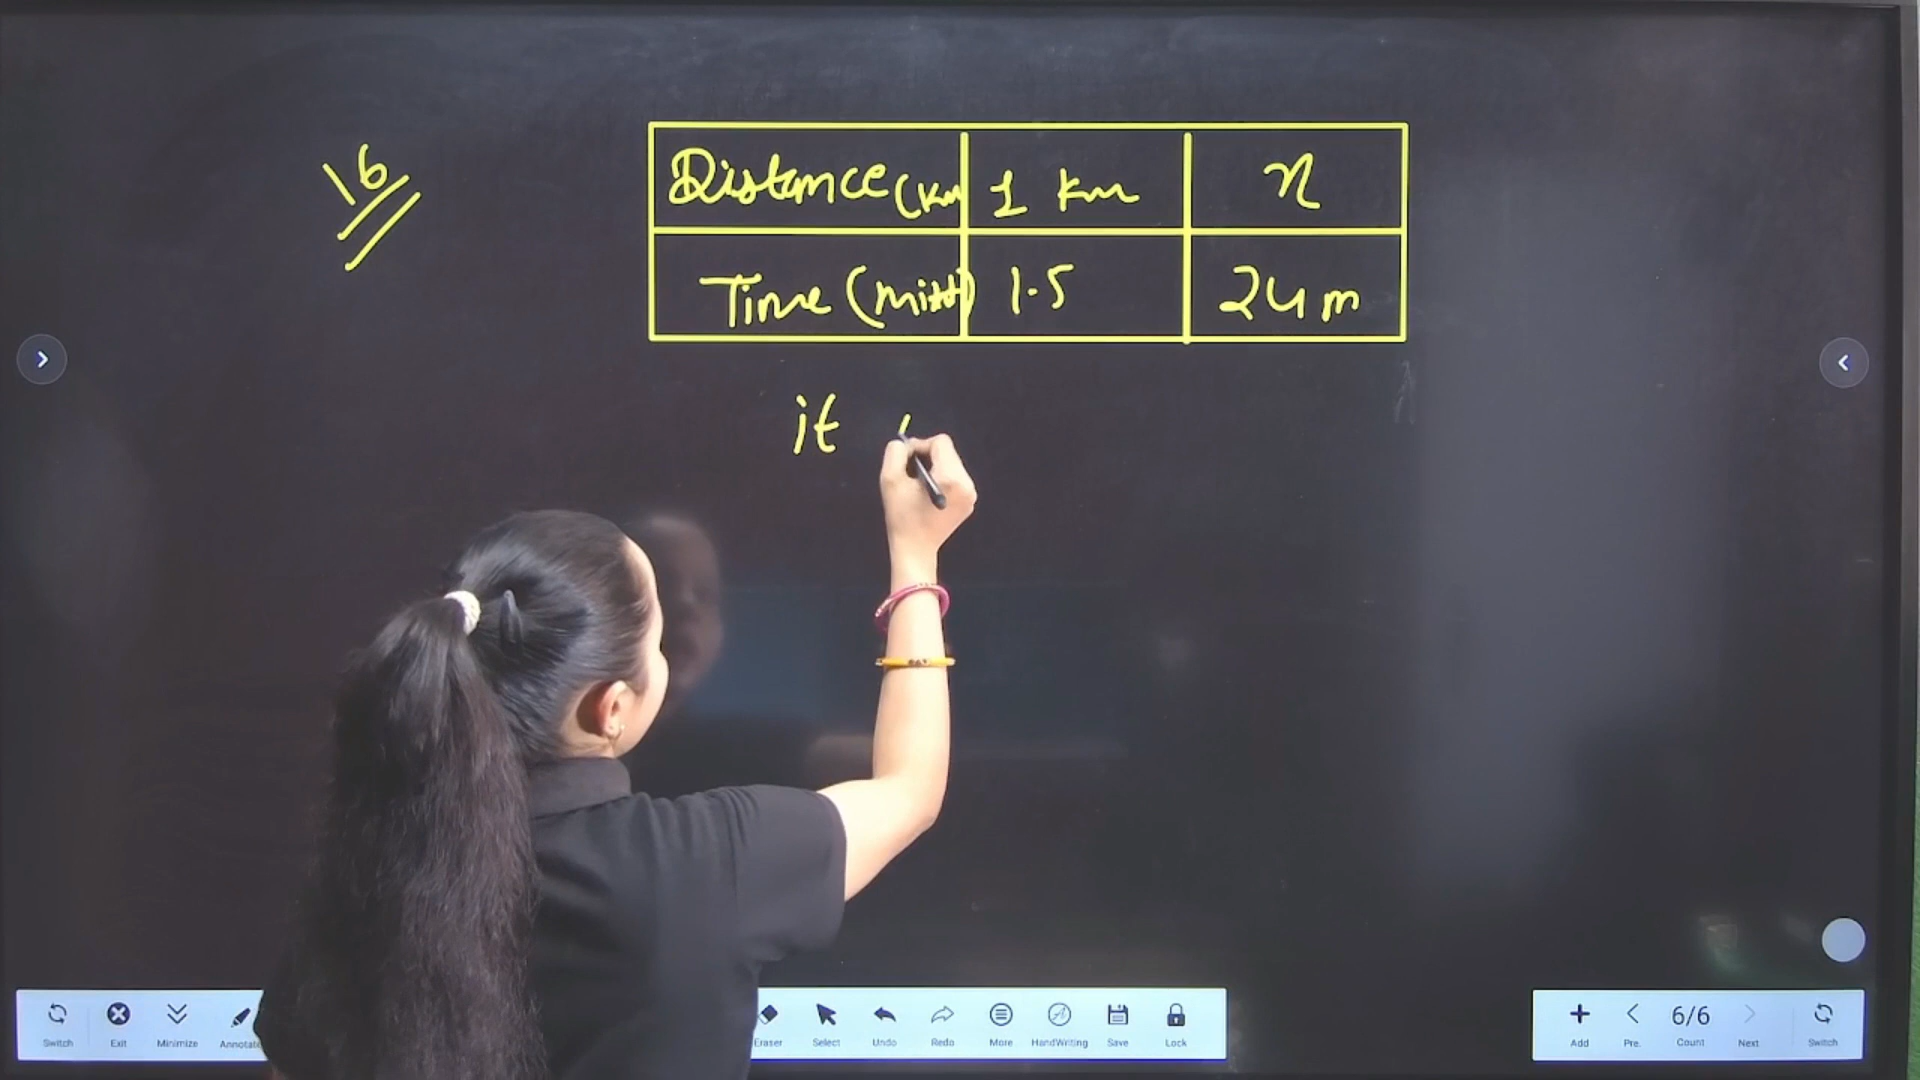 16
Distance (Km 1 Km x
Time (Min) 1.5 24 m
it
Switch Exit Minimize Annotate Eraser Select Undo Redo More HandWriting Save Lock
Add Pre. 6/6 Count Next Switch